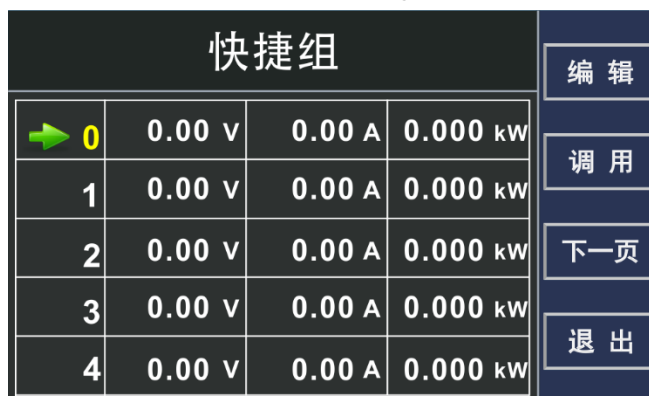 快捷组
0 0.00 V 0.00 A 0.000 kW
1 0.00 V 0.00 A 0.000 kW
2 0.00 V 0.00 A 0.000 kW
3 0.00 V 0.00 A 0.000 kW
4 0.00 V 0.00 A 0.000 kW
编 辑
调 用
下一页
退 出